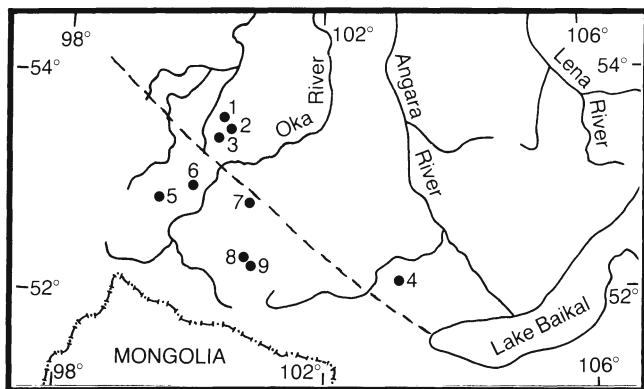 98° 102° 106°
54° 54°
Lena
River
Angara
River
Oka
River
1
2
3
6
5
7
8
9
4
52° 52°
Lake Baikal
MONGOLIA
98° 102° 106°